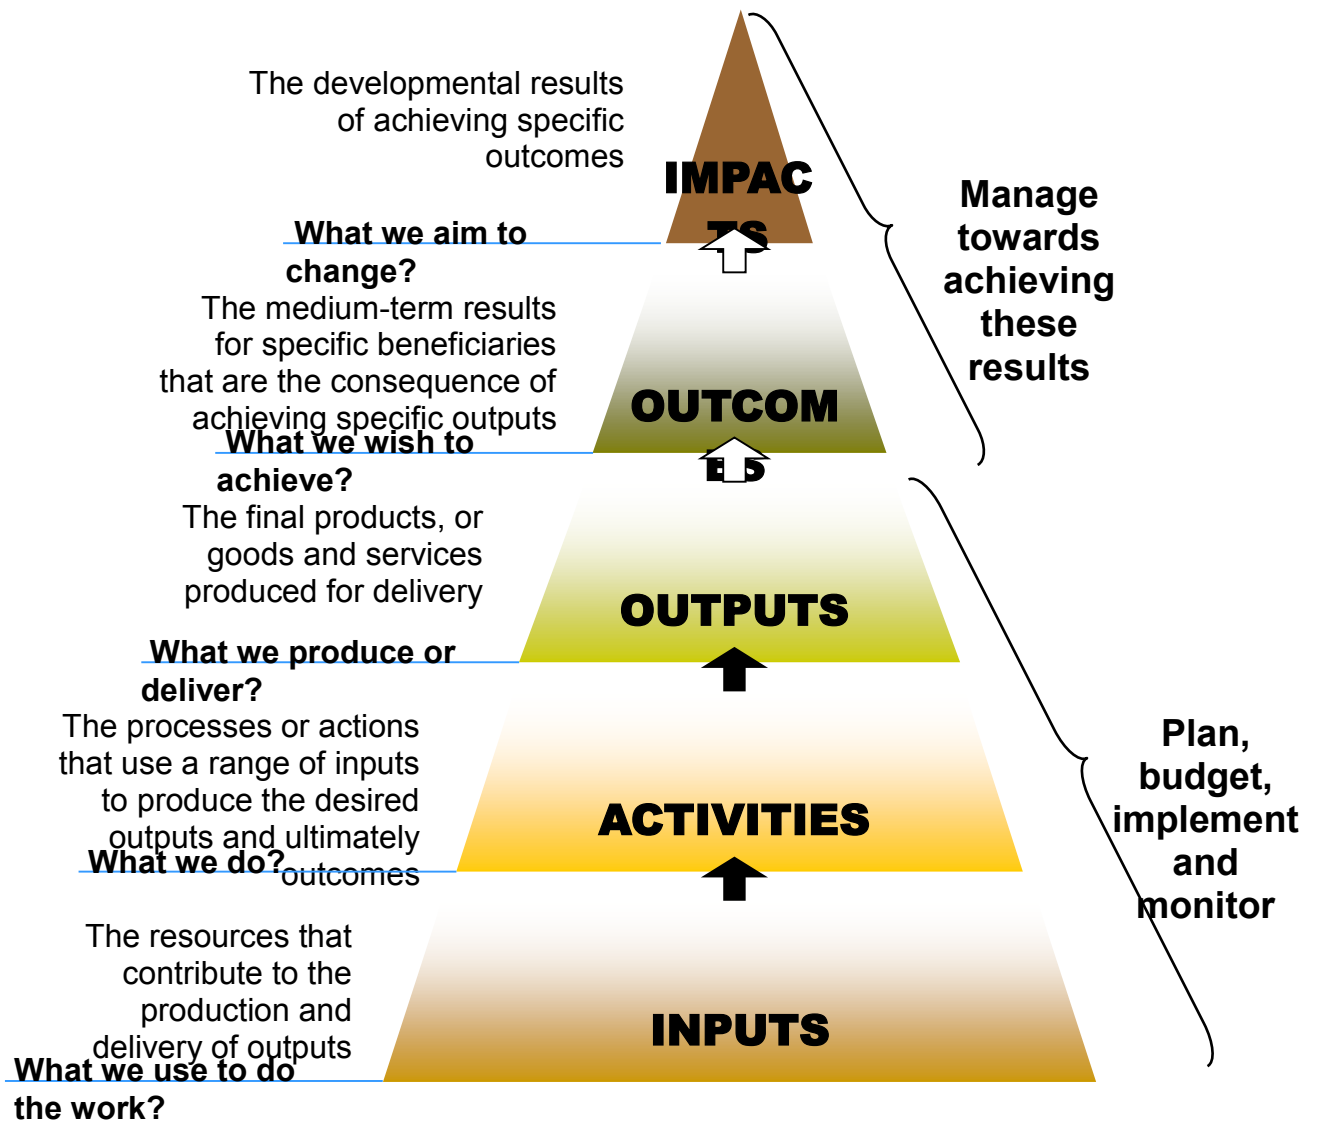 The developmental results
of achieving specific
outcomes
IMPAC
TS
What we aim to
change?
The medium-term results
for specific beneficiaries
that are the consequence of
achieving specific outputs
OUTCOM
ES
What we wish to
achieve?
The final products, or
goods and services
produced for delivery
OUTPUTS
What we produce or
deliver?
The processes or actions
that use a range of inputs
to produce the desired
outputs and ultimately
outcomes
ACTIVITIES
What we do?
The resources that
contribute to the
production and
delivery of outputs
INPUTS
What we use to do
the work?
Manage
towards
achieving
these
results
Plan,
budget,
implement
and
monitor